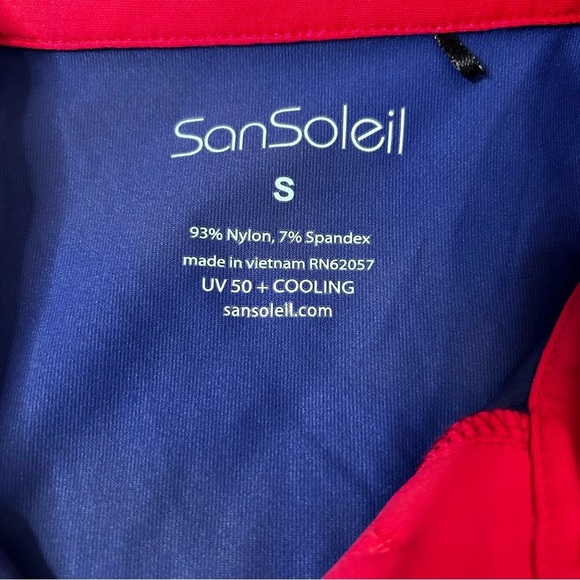 SanSoleil
S
93% Nylon, 7% Spandex
made in vietnam RN62057
UV 50 + COOLING
sansoleil.com